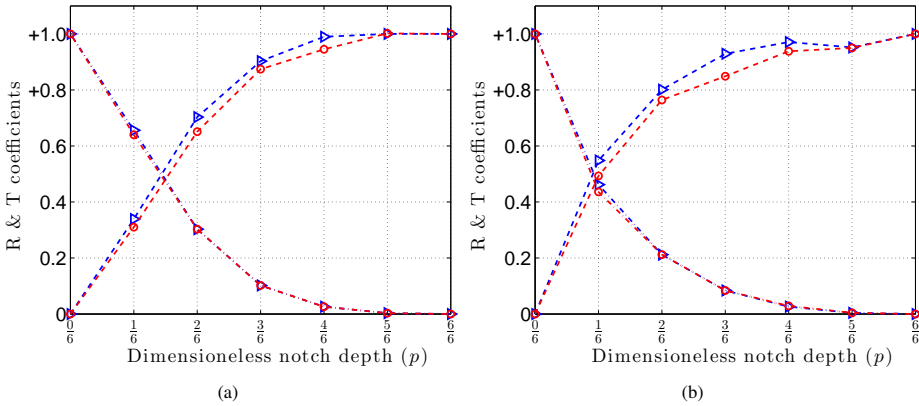 +1.0
+0.8
0.6
0.4
0.2
0
R & T coefficients
0/6 1/6 2/6 3/6 4/6 5/6 6/6
Dimensioneless notch depth (p)
(a)
+1.0
+0.8
0.6
0.4
0.2
0
R & T coefficients
0/6 1/6 2/6 3/6 4/6 5/6 6/6
Dimensioneless notch depth (p)
(b)